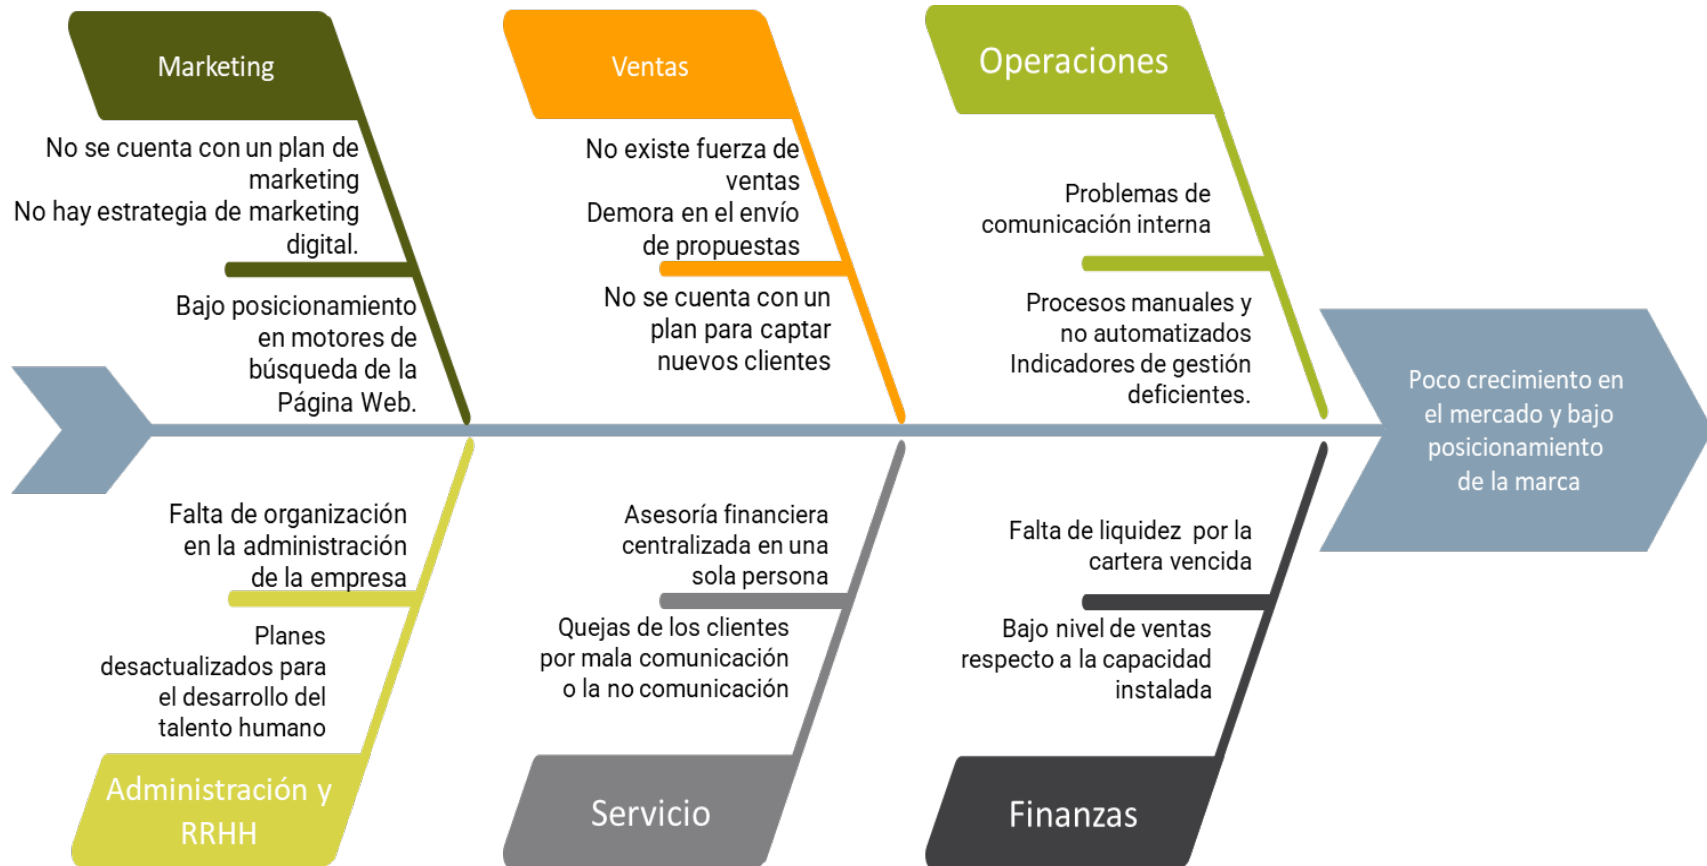 Marketing
No se cuenta con un plan de
marketing
No hay estrategia de marketing
digital.
Bajo posicionamiento
en motores de
búsqueda de la
Página Web.
Ventas
No existe fuerza de
ventas
Demora en el envío
de propuestas
No se cuenta con un
plan para captar
nuevos clientes
Operaciones
Problemas de
comunicación interna
Procesos manuales y
no automatizados
Indicadores de gestión
deficientes.
Poco crecimiento en
el mercado y bajo
posicionamiento
de la marca
Falta de organización
en la administración
de la empresa
Planes
desactualizados para
el desarrollo del
talento humano
Administración y
RRHH
Asesoría financiera
centralizada en una
sola persona
Quejas de los clientes
por mala comunicación
o la no comunicación
Servicio
Falta de liquidez por la
cartera vencida
Bajo nivel de ventas
respecto a la capacidad
instalada
Finanzas